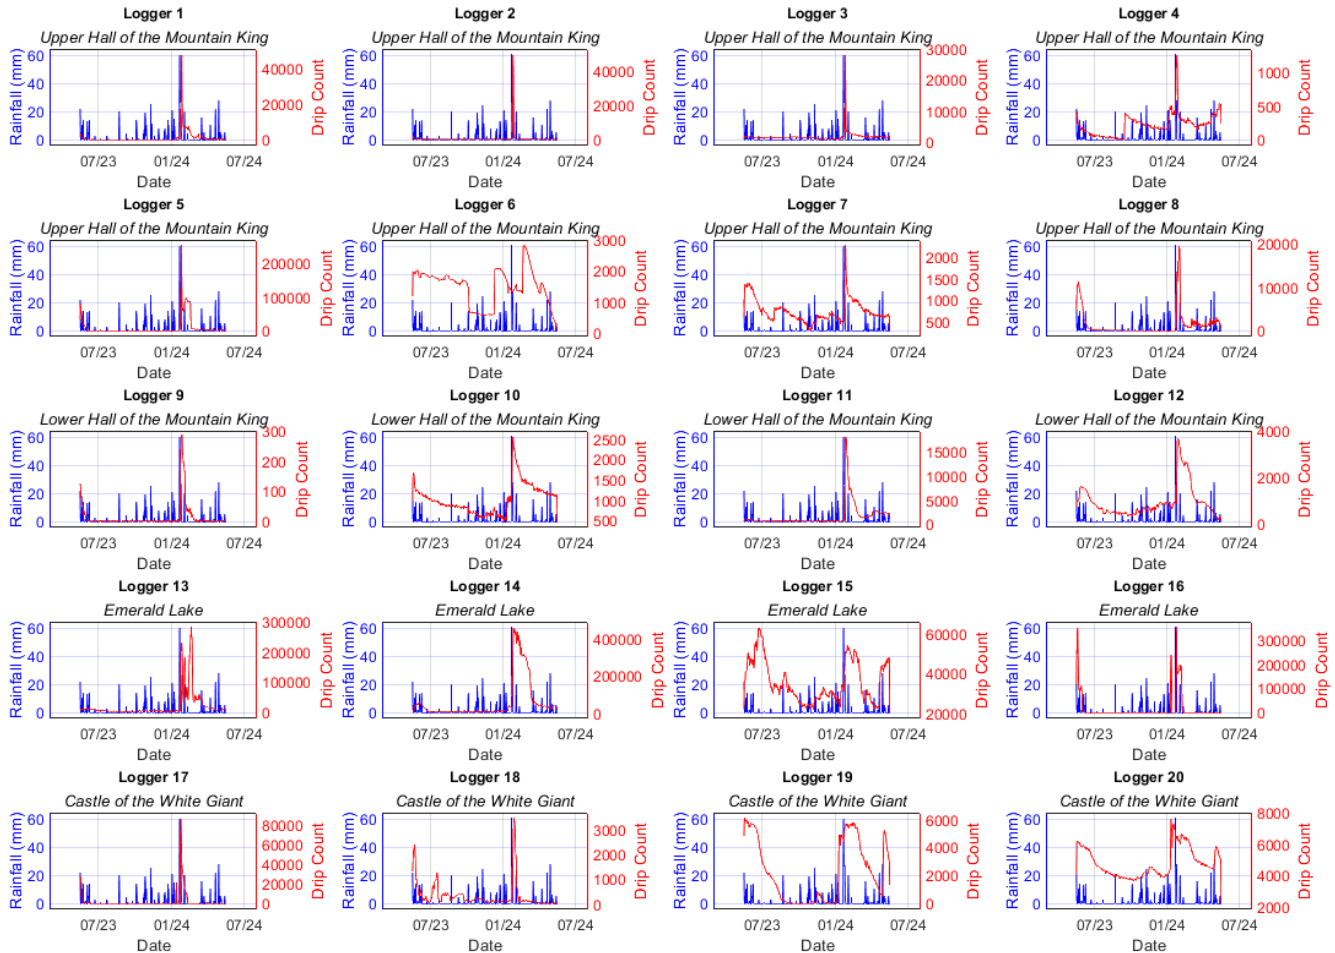 Logger 1
Upper Hall of the Mountain King
60
40
20
0
Rainfall (mm)
40000
20000
0
Drip Count
07/23 01/24 07/24
Date
Logger 2
Upper Hall of the Mountain King
60
40
20
0
Rainfall (mm)
40000
20000
0
Drip Count
07/23 01/24 07/24
Date
Logger 3
Upper Hall of the Mountain King
60
40
20
0
Rainfall (mm)
30000
20000
10000
0
Drip Count
07/23 01/24 07/24
Date
Logger 4
Upper Hall of the Mountain King
60
40
20
0
Rainfall (mm)
1000
500
0
Drip Count
07/23 01/24 07/24
Date
Logger 5
Upper Hall of the Mountain King
60
40
20
0
Rainfall (mm)
200000
100000
0
Drip Count
07/23 01/24 07/24
Date
Logger 6
Upper Hall of the Mountain King
60
40
20
0
Rainfall (mm)
3000
2000
1000
0
Drip Count
07/23 01/24 07/24
Date
Logger 7
Upper Hall of the Mountain King
60
40
20
0
Rainfall (mm)
2000
1500
1000
500
Drip Count
07/23 01/24 07/24
Date
Logger 8
Upper Hall of the Mountain King
60
40
20
0
Rainfall (mm)
20000
10000
0
Drip Count
07/23 01/24 07/24
Date
Logger 9
Lower Hall of the Mountain King
60
40
20
0
Rainfall (mm)
300
200
100
0
Drip Count
07/23 01/24 07/24
Date
Logger 10
Lower Hall of the Mountain King
60
40
20
0
Rainfall (mm)
2500
2000
1500
1000
500
Drip Count
07/23 01/24 07/24
Date
Logger 11
Lower Hall of the Mountain King
60
40
20
0
Rainfall (mm)
15000
10000
5000
0
Drip Count
07/23 01/24 07/24
Date
Logger 12
Lower Hall of the Mountain King
60
40
20
0
Rainfall (mm)
4000
2000
0
Drip Count
07/23 01/24 07/24
Date
Logger 13
Emerald Lake
60
40
20
0
Rainfall (mm)
300000
200000
100000
0
Drip Count
07/23 01/24 07/24
Date
Logger 14
Emerald Lake
60
40
20
0
Rainfall (mm)
400000
200000
0
Drip Count
07/23 01/24 07/24
Date
Logger 15
Emerald Lake
60
40
20
0
Rainfall (mm)
60000
40000
20000
Drip Count
07/23 01/24 07/24
Date
Logger 16
Emerald Lake
60
40
20
0
Rainfall (mm)
300000
200000
100000
0
Drip Count
07/23 01/24 07/24
Date
Logger 17
Castle of the White Giant
60
40
20
0
Rainfall (mm)
80000
60000
40000
20000
0
Drip Count
07/23 01/24 07/24
Date
Logger 18
Castle of the White Giant
60
40
20
0
Rainfall (mm)
3000
2000
1000
0
Drip Count
07/23 01/24 07/24
Date
Logger 19
Castle of the White Giant
60
40
20
0
Rainfall (mm)
6000
4000
2000
0
Drip Count
07/23 01/24 07/24
Date
Logger 20
Castle of the White Giant
60
40
20
0
Rainfall (mm)
8000
6000
4000
2000
Drip Count
07/23 01/24 07/24
Date